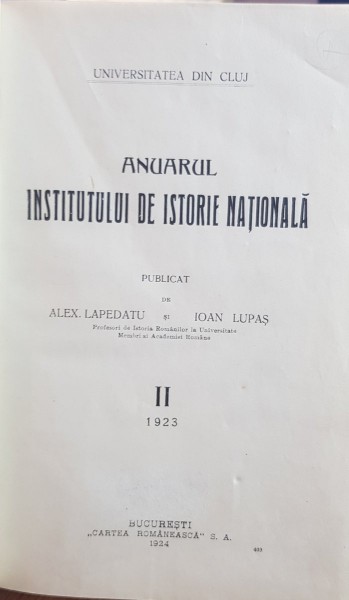 UNIVERSITATEA DIN CLUJ
ANUARUL
INSTITUTULUI DE ISTORIE NAȚIONALĂ
PUBLICAT
DE
ALEX. LAPEDATU ȘI IOAN LUPAȘ
Profesori de Istoria Românilor la Universitate
Membri ai Academiei Române
II
1923
BUCUREȘTI
„CARTEA ROMÂNEASCĂ" S. A.
1924